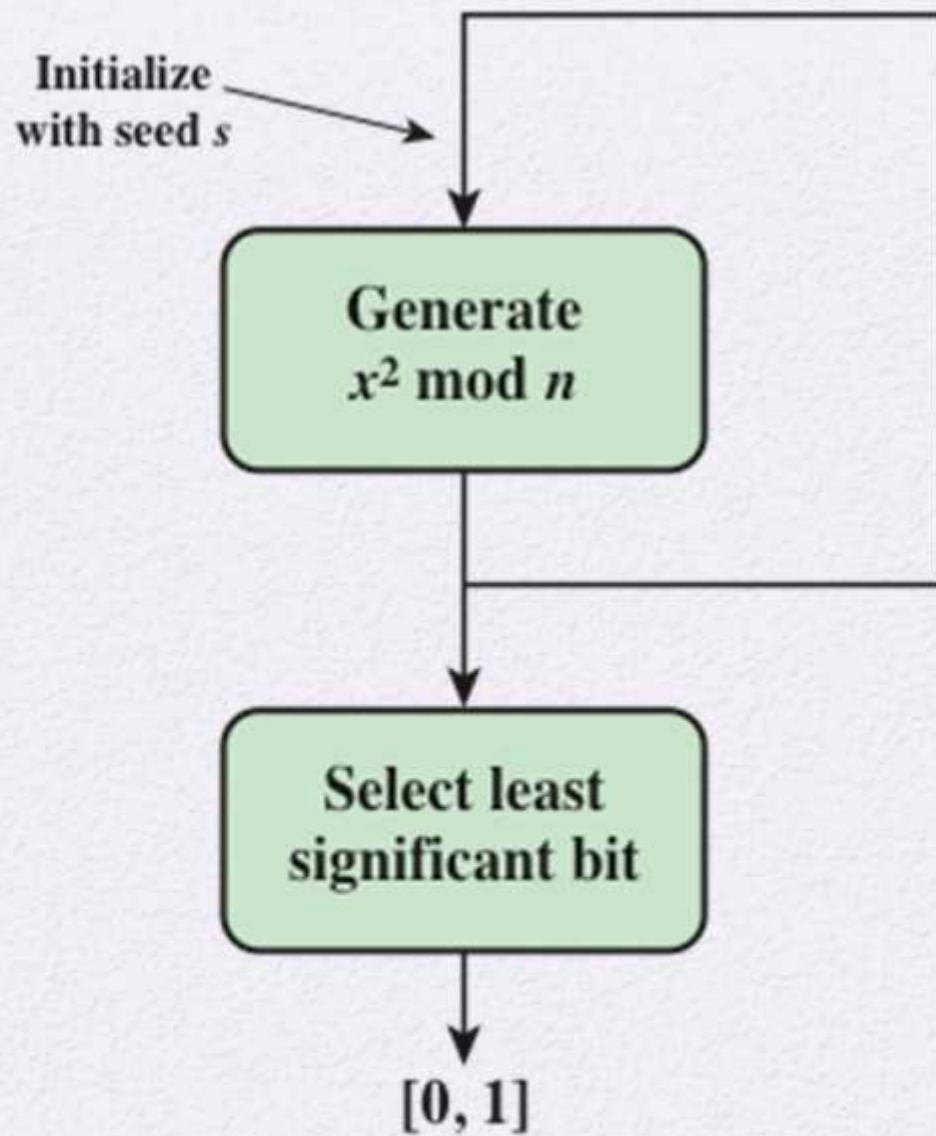 Initialize
with seed s
Generate
x² mod n
Select least
significant bit
[0, 1]